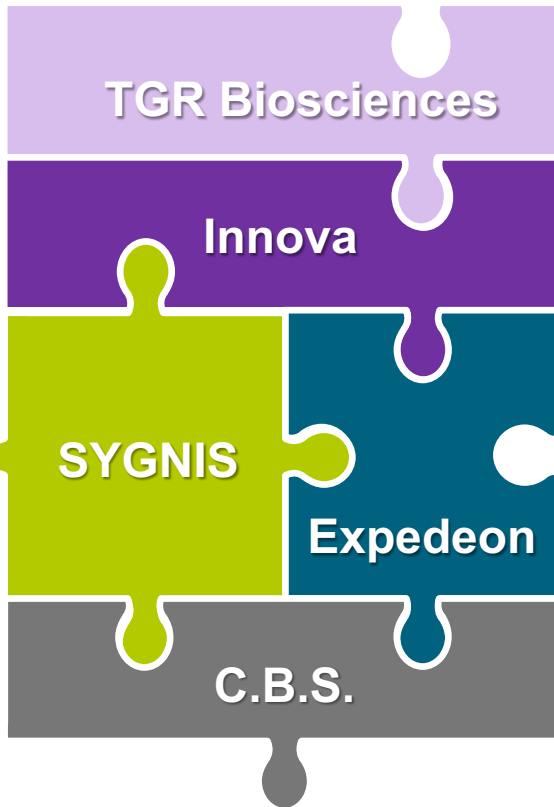 TGR Biosciences
Innova
SYGNIS
Expedeon
C.B.S.